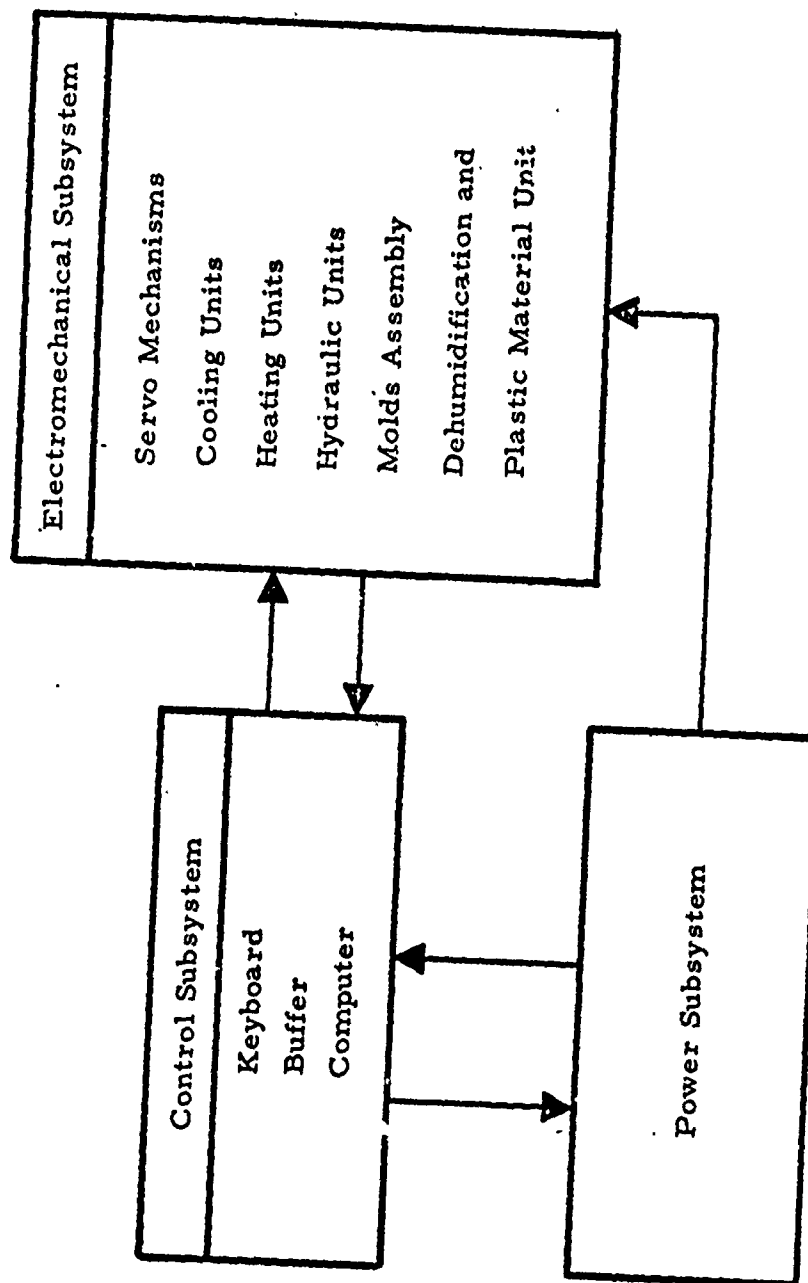 Control Subsystem
Keyboard
Buffer
Computer
Electromechanical Subsystem
Servo Mechanisms
Cooling Units
Heating Units
Hydraulic Units
Molds Assembly
Dehumidification and
Plastic Material Unit
Power Subsystem